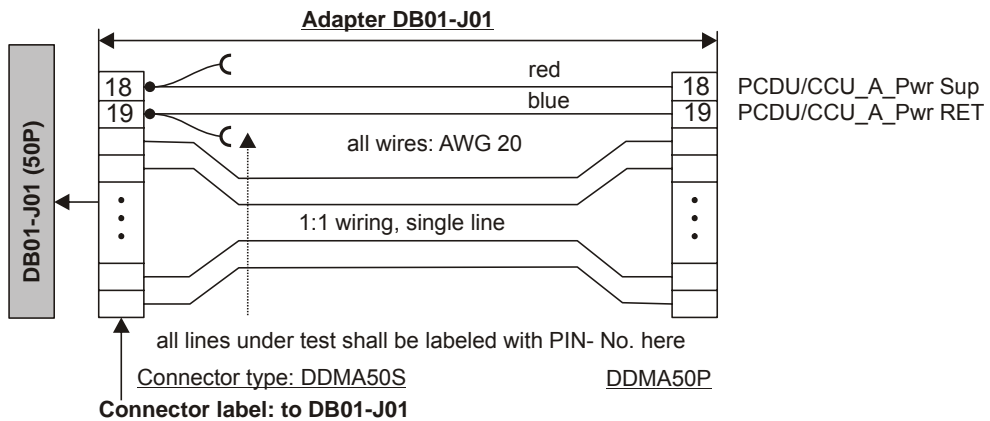 Adapter DB01-J01
DB01-J01 (50P)
red
18
18
PCDU/CCU_A_Pwr Sup
blue
19
19
PCDU/CCU_A_Pwr RET
all wires: AWG 20
1:1 wiring, single line
all lines under test shall be labeled with PIN- No. here
Connector type: DDMA50S
DDMA50P
Connector label: to DB01-J01